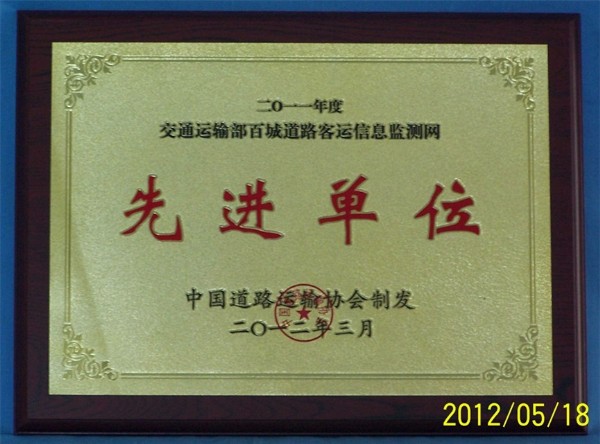 二〇一一年度
交通运输部百城道路客运信息监测网
先进单位
中国道路运输协会制发
二〇一二年三月
2012/05/18